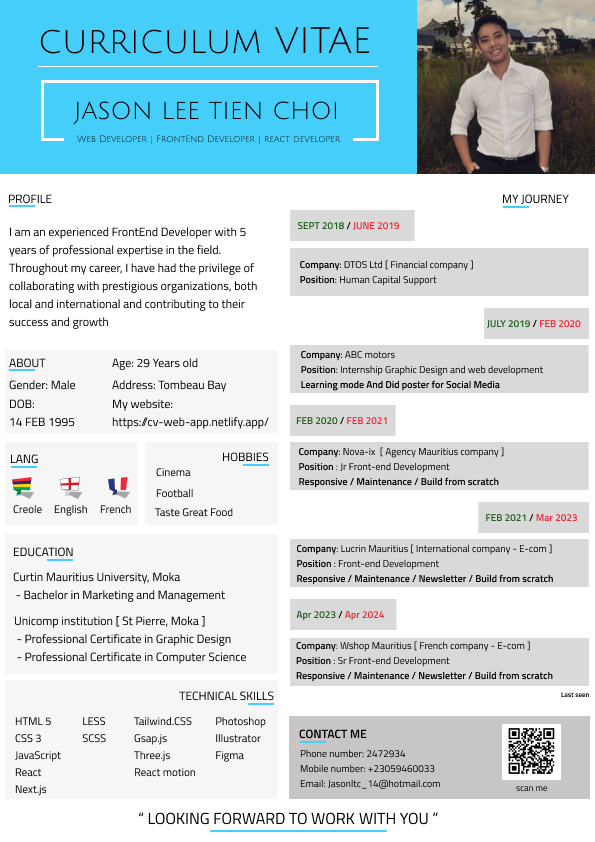 CURRICULUM VITAE
JASON LEE TIEN CHOI
Web Developer | FrontEnd Developer | react developer
PROFILE
I am an experienced FrontEnd Developer with 5
years of professional expertise in the field.
Throughout my career, I have had the privilege of
collaborating with prestigious organizations, both
local and international and contributing to their
success and growth
ABOUT
Gender: Male
DOB:
14 FEB 1995
Age: 29 Years old
Address: Tombeau Bay
My website:
https://cv-web-app.netlify.app/
LANG
Creole English French
HOBBIES
Cinema
Football
Taste Great Food
EDUCATION
Curtin Mauritius University, Moka
- Bachelor in Marketing and Management
Unicomp institution [ St Pierre, Moka ]
- Professional Certificate in Graphic Design
- Professional Certificate in Computer Science
TECHNICAL SKILLS
HTML 5
CSS 3
JavaScript
React
Next.js
LESS
SCSS
Tailwind.CSS
Gsap.js
Three.js
React motion
Photoshop
Illustrator
Figma
MY JOURNEY
SEPT 2018 / JUNE 2019
Company: DTOS Ltd [ Financial company ]
Position: Human Capital Support
JULY 2019 / FEB 2020
Company: ABC motors
Position: Internship Graphic Design and web development
Learning mode And Did poster for Social Media
FEB 2020 / FEB 2021
Company: Nova-ix [ Agency Mauritius company ]
Position : Jr Front-end Development
Responsive / Maintenance / Build from scratch
FEB 2021 / Mar 2023
Company: Lucrin Mauritius [ International company - E-com ]
Position : Front-end Development
Responsive / Maintenance / Newsletter / Build from scratch
Apr 2023 / Apr 2024
Company: Wshop Mauritius [ French company - E-com ]
Position : Sr Front-end Development
Responsive / Maintenance / Newsletter / Build from scratch
Last seen
CONTACT ME
Phone number: 2472934
Mobile number: +23059460033
Email: Jasonltc_14@hotmail.com
scan me
“ LOOKING FORWARD TO WORK WITH YOU ”